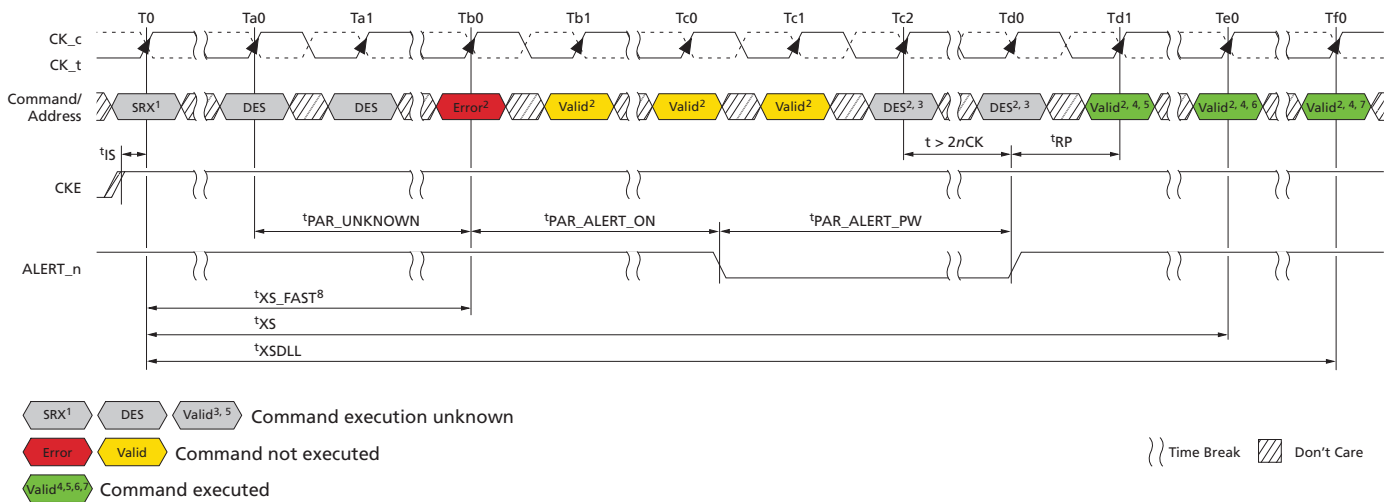 T0 Ta0 Ta1 Tb0 Tb1 Tc0 Tc1 Tc2 Td0 Td1 Te0 Tf0
CK_c
CK_t
Command/
Address
SRX¹ DES DES Error² Valid² Valid² Valid² DES²,³ DES²,³ Valid²,⁴,⁵ Valid²,⁴,⁶ Valid²,⁴,⁷
tIS
t > 2nCK
tRP
CKE
tPAR_UNKNOWN tPAR_ALERT_ON tPAR_ALERT_PW
ALERT_n
tXS_FAST⁸
tXS
tXSDLL
SRX¹ DES Valid³,⁵ Command execution unknown
Error Valid Command not executed
Valid⁴,⁵,⁶,⁷ Command executed
Time Break Don't Care